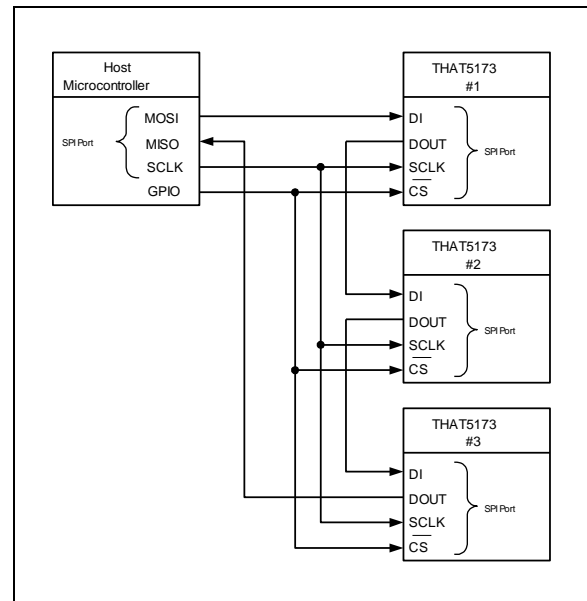 Host
Microcontroller
SPI Port
MOSI
MISO
SCLK
GPIO
THAT5173
#1
DI
DOUT
SCLK
CS
SPI Port
THAT5173
#2
DI
DOUT
SCLK
CS
SPI Port
THAT5173
#3
DI
DOUT
SCLK
CS
SPI Port